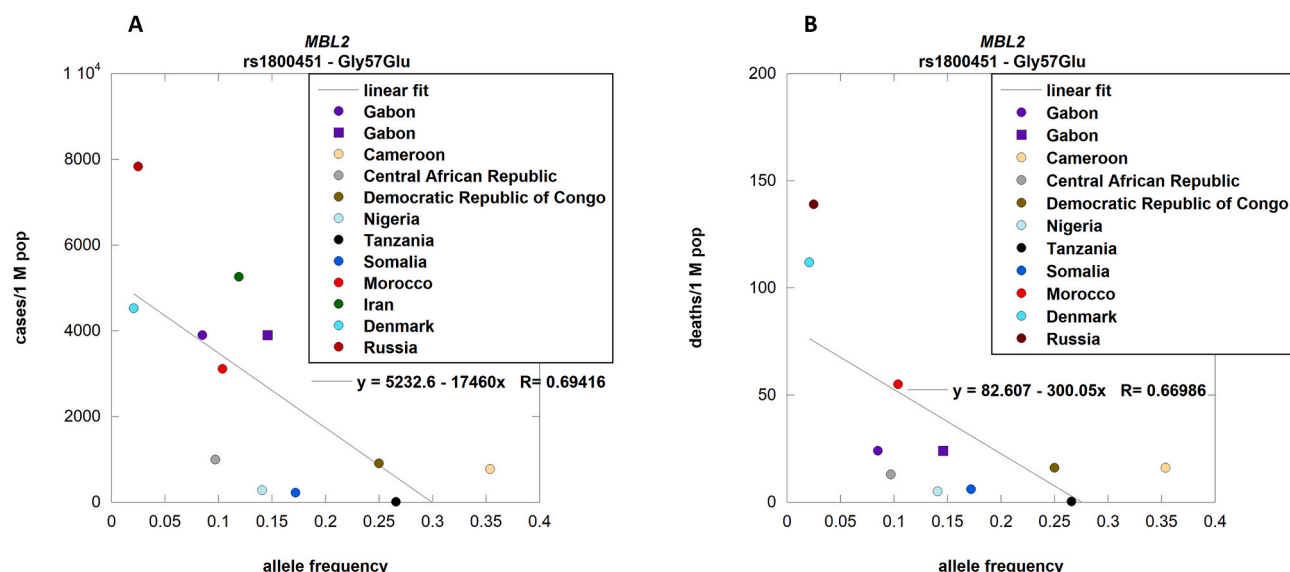 A
MBL2
rs1800451 - Gly57Glu
1 10⁴
8000
6000
4000
2000
0
cases/1 M pop
0 0.05 0.1 0.15 0.2 0.25 0.3 0.35 0.4
allele frequency
linear fit
Gabon
Gabon
Cameroon
Central African Republic
Democratic Republic of Congo
Nigeria
Tanzania
Somalia
Morocco
Iran
Denmark
Russia
y = 5232.6 - 17460x R= 0.69416
B
MBL2
rs1800451 - Gly57Glu
200
150
100
50
0
deaths/1 M pop
0 0.05 0.1 0.15 0.2 0.25 0.3 0.35 0.4
allele frequency
linear fit
Gabon
Gabon
Cameroon
Central African Republic
Democratic Republic of Congo
Nigeria
Tanzania
Somalia
Morocco
Denmark
Russia
y = 82.607 - 300.05x R= 0.66986